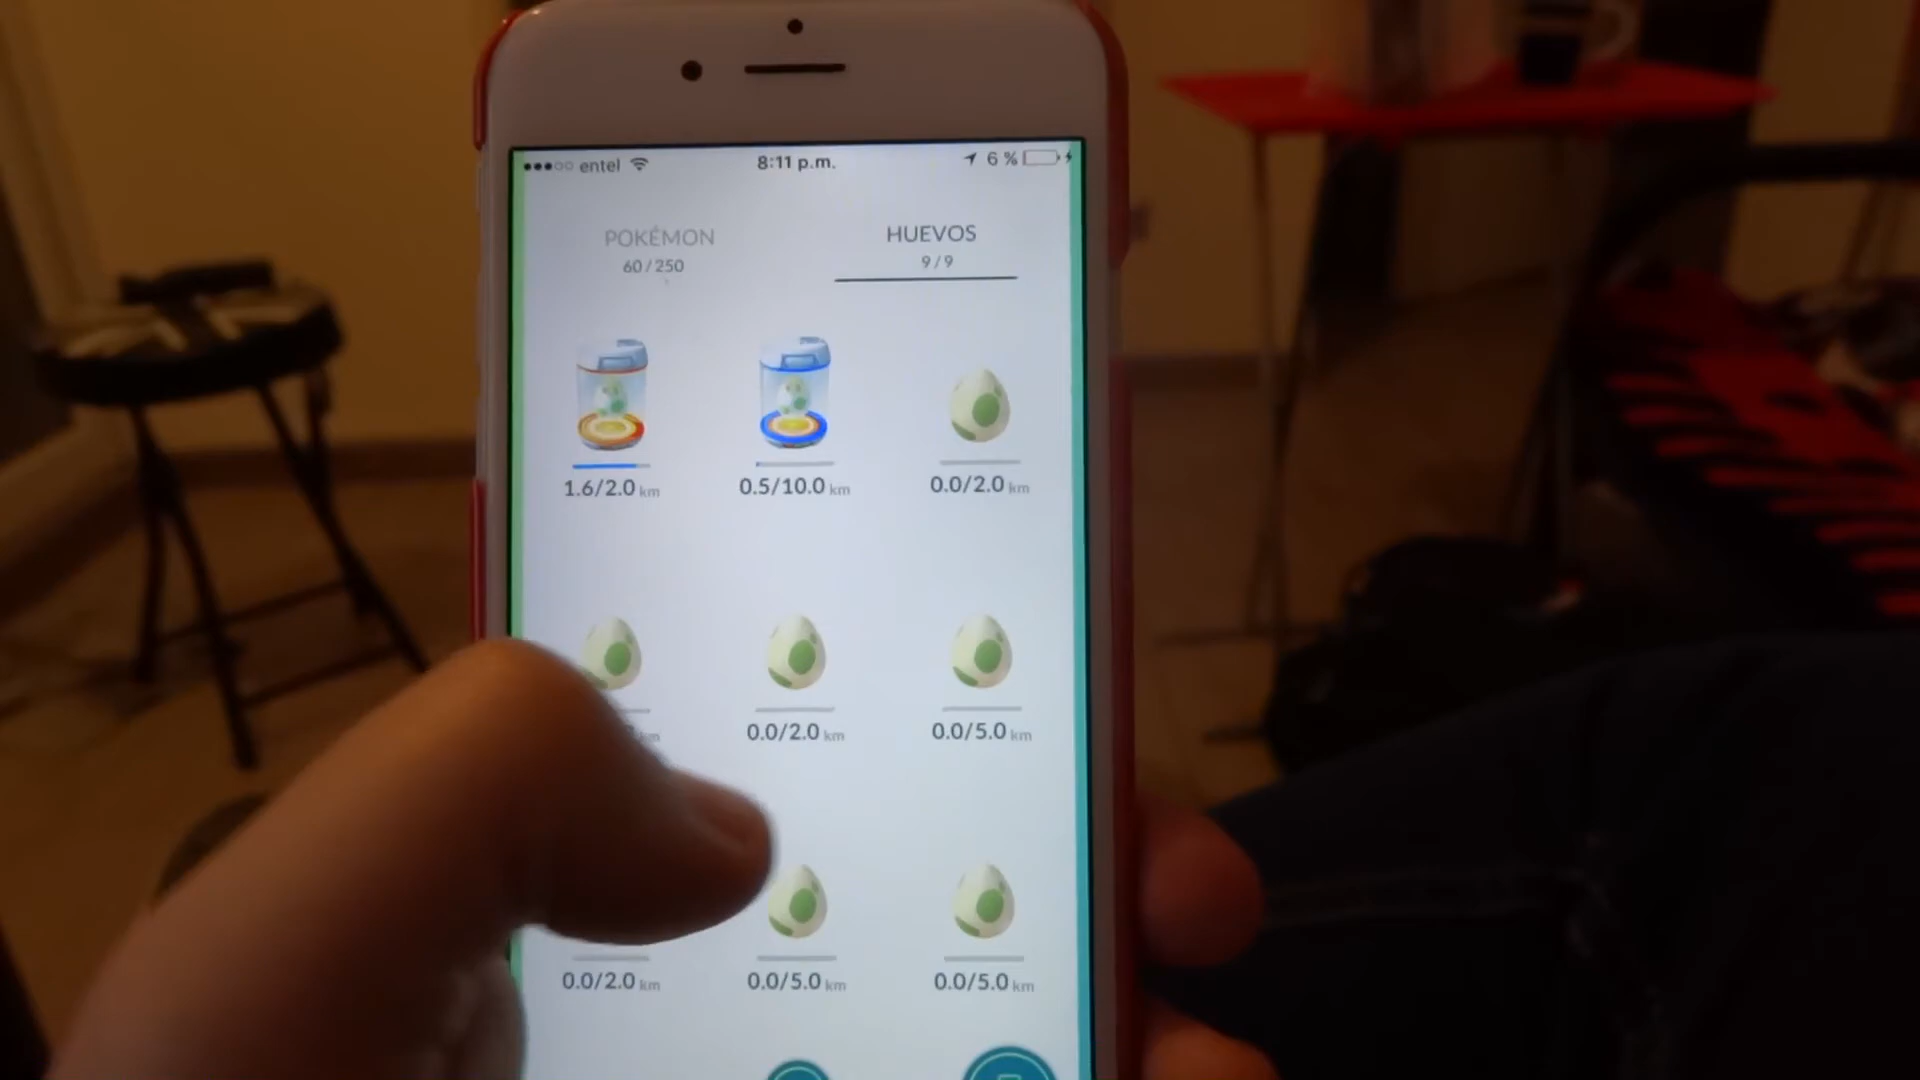 entel 8:11 p.m. 6 %
POKÉMON HUEVOS
60/250 9/9
1.6/2.0 km 0.5/10.0 km 0.0/2.0 km
km 0.0/2.0 km 0.0/5.0 km
0.0/2.0 km 0.0/5.0 km 0.0/5.0 km